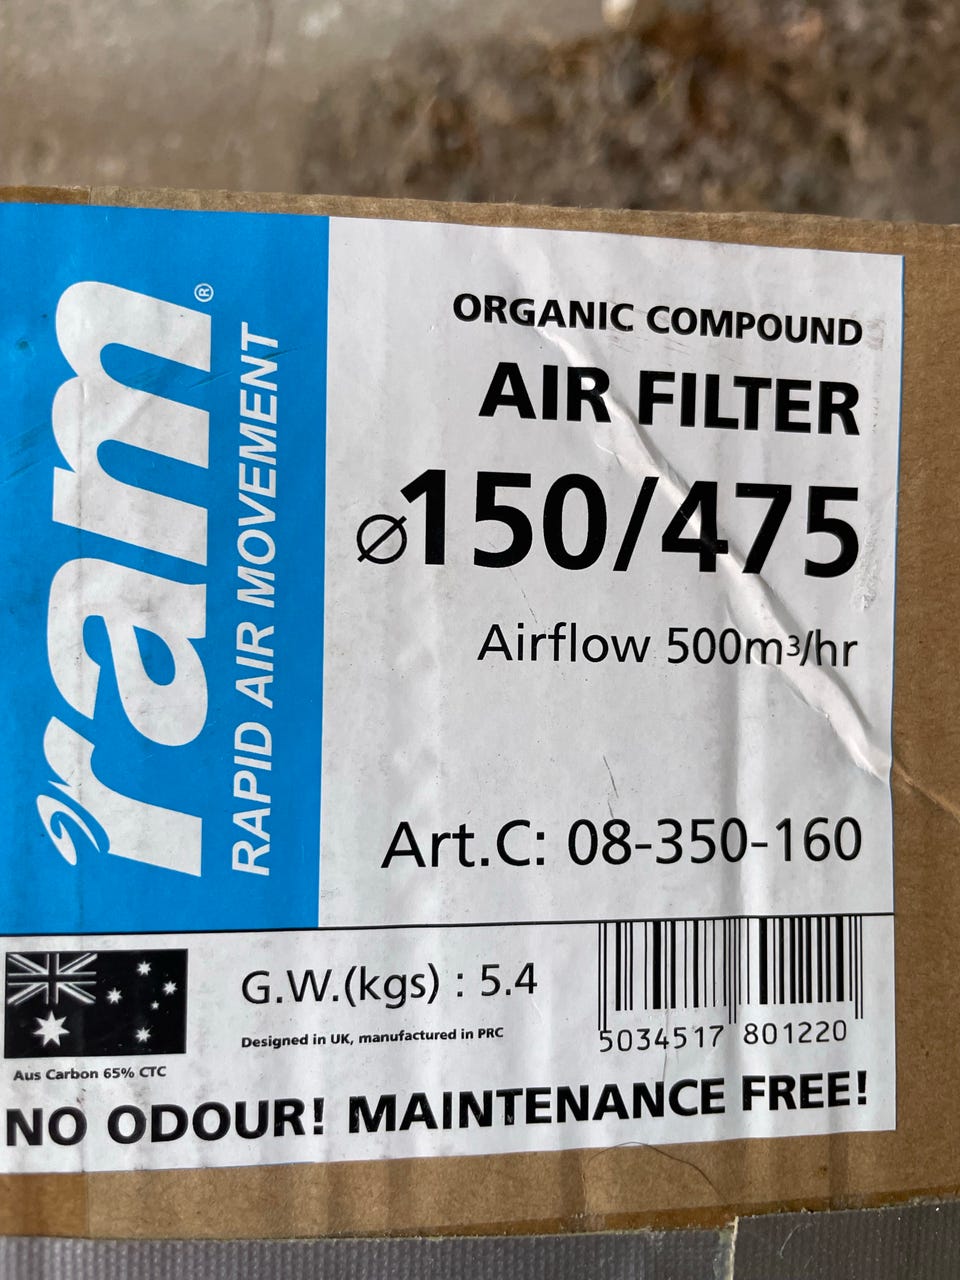 ram®
RAPID AIR MOVEMENT
ORGANIC COMPOUND
AIR FILTER
⌀150/475
Airflow 500m³/hr
Art.C: 08-350-160
Aus Carbon 65% CTC
G.W.(kgs) : 5.4
Designed in UK, manufactured in PRC
5034517 801220
NO ODOUR! MAINTENANCE FREE!